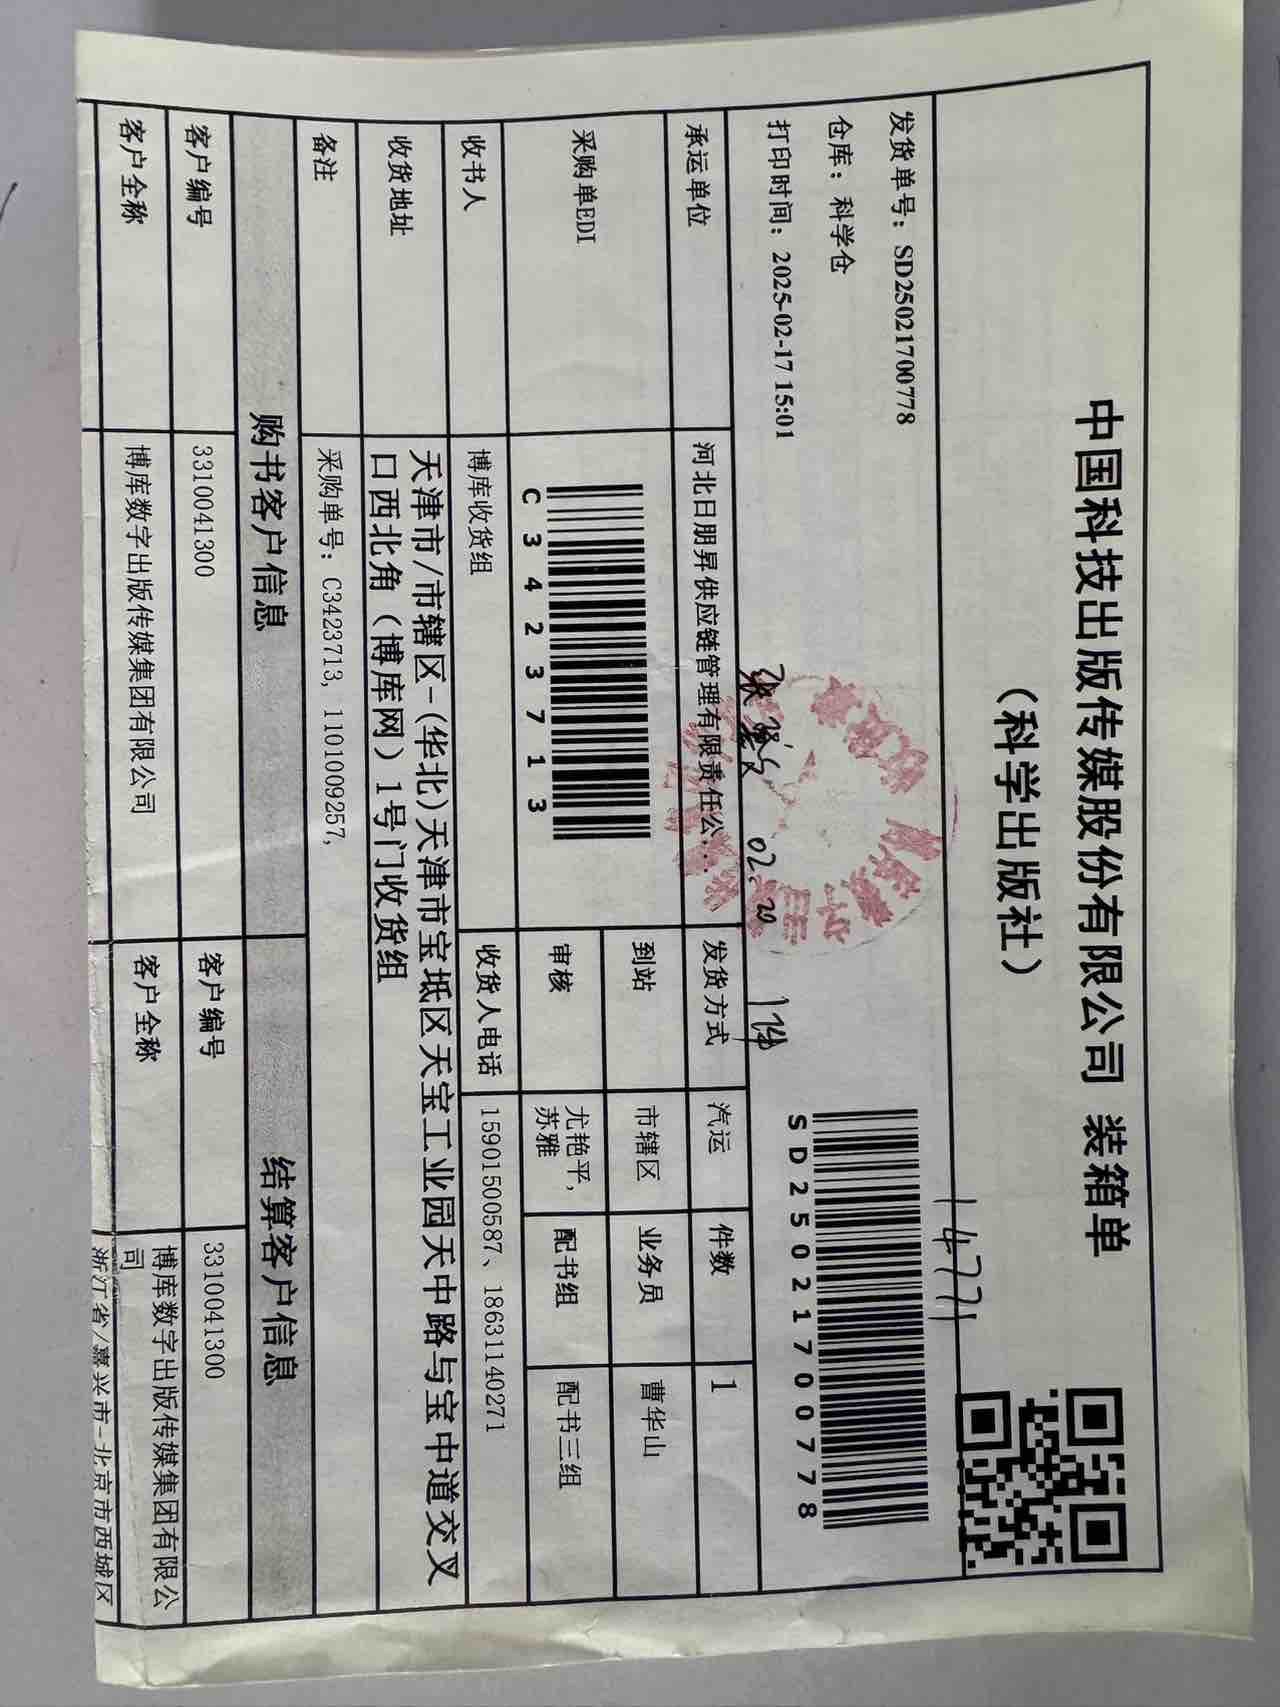 中国科技出版传媒股份有限公司 装箱单
（科学出版社）
14771
发货单号：SD25021700778
仓库：科学仓
打印时间：2025-02-17 15:01
SD25021700778
02.20 1件
承运单位 河北日朋昇供应链管理有限责任公... 发货方式 汽运 件数 1
采购单EDI C3423713 到站 市辖区 业务员 曹华山
审核 尤艳平, 苏雅 配书组 配书三组
收书人 博库收货组 收货人电话 15901500587、18631140271
收货地址 天津市/市辖区-(华北)天津市宝坻区天宝工业园天中路与宝中道交叉
口西北角（博库网）1号门收货组
备注 采购单号：C3423713, 1101009257,
购书客户信息 结算客户信息
客户编号 3310041300 客户编号 3310041300
客户全称 博库数字出版传媒集团有限公司 客户全称 博库数字出版传媒集团有限公
司
浙江省/嘉兴市-北京市西城区